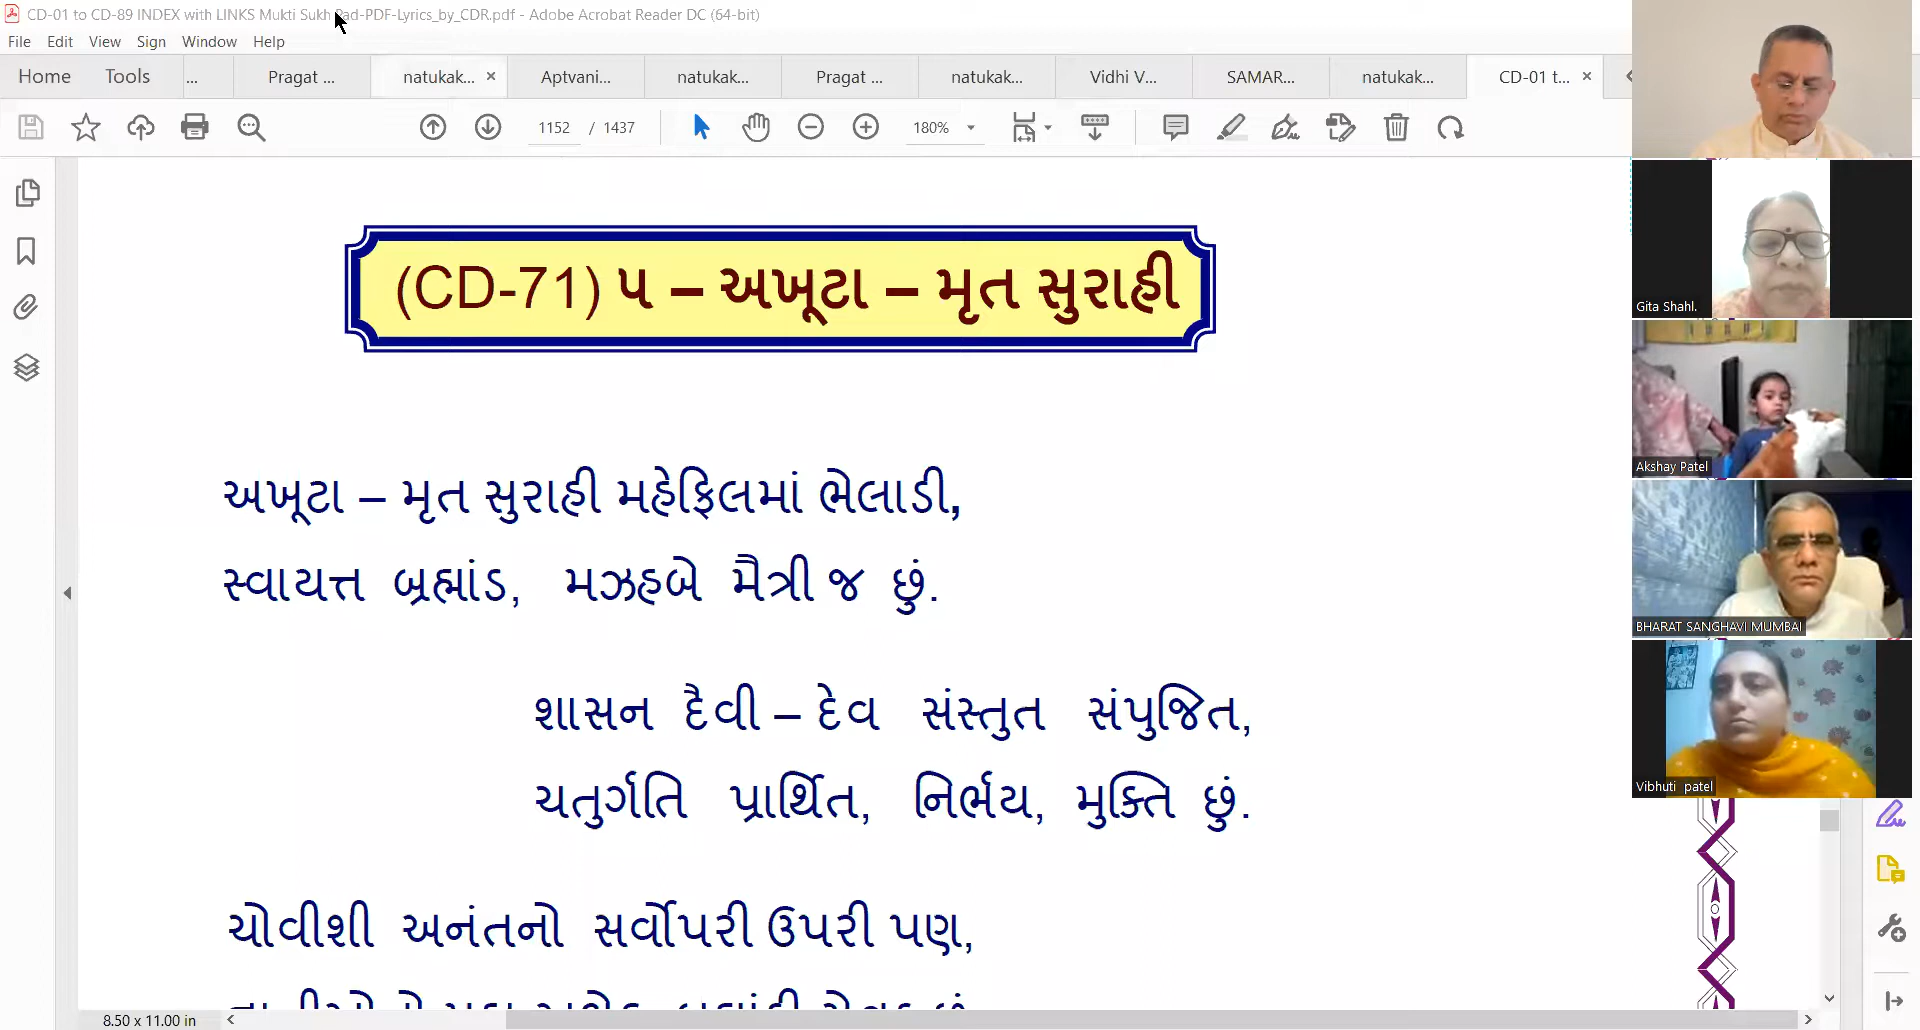 CD-01 to CD-89 INDEX with LINKS Mukti Sukh Pad-PDF-Lyrics_by_CDR.pdf - Adobe Acrobat Reader DC (64-bit)
File Edit View Sign Window Help
Home Tools ... Pragat ... natukak... × Aptvani... natukak... Pragat ... natukak... Vidhi V... SAMAR... natukak... CD-01 t... ×
1152 / 1437 180%
(CD-71) ૫ – અખૂટા – મૃત સુરાહી
અખૂટા – મૃત સુરાહી મહેફિલમાં ભેલાડી,
સ્વાયત્ત બ્રહ્માંડ, મઝહબે મૈત્રી જ છું.
શાસન દૈવી – દેવ સંસ્તુત સંપુજિત,
ચતુર્ગતિ પ્રાર્થિત, નિર્ભય, મુક્તિ છું.
ચોવીશી અનંતનો સર્વોપરી ઉપરી પણ,
8.50 x 11.00 in
Gita Shahl.
Akshay Patel
BHARAT SANGHAVI MUMBAI
Vibhuti patel